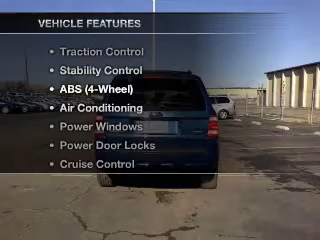 VEHICLE FEATURES
• Traction Control
• Stability Control
• ABS (4-Wheel)
• Air Conditioning
• Power Windows
• Power Door Locks
• Cruise Control